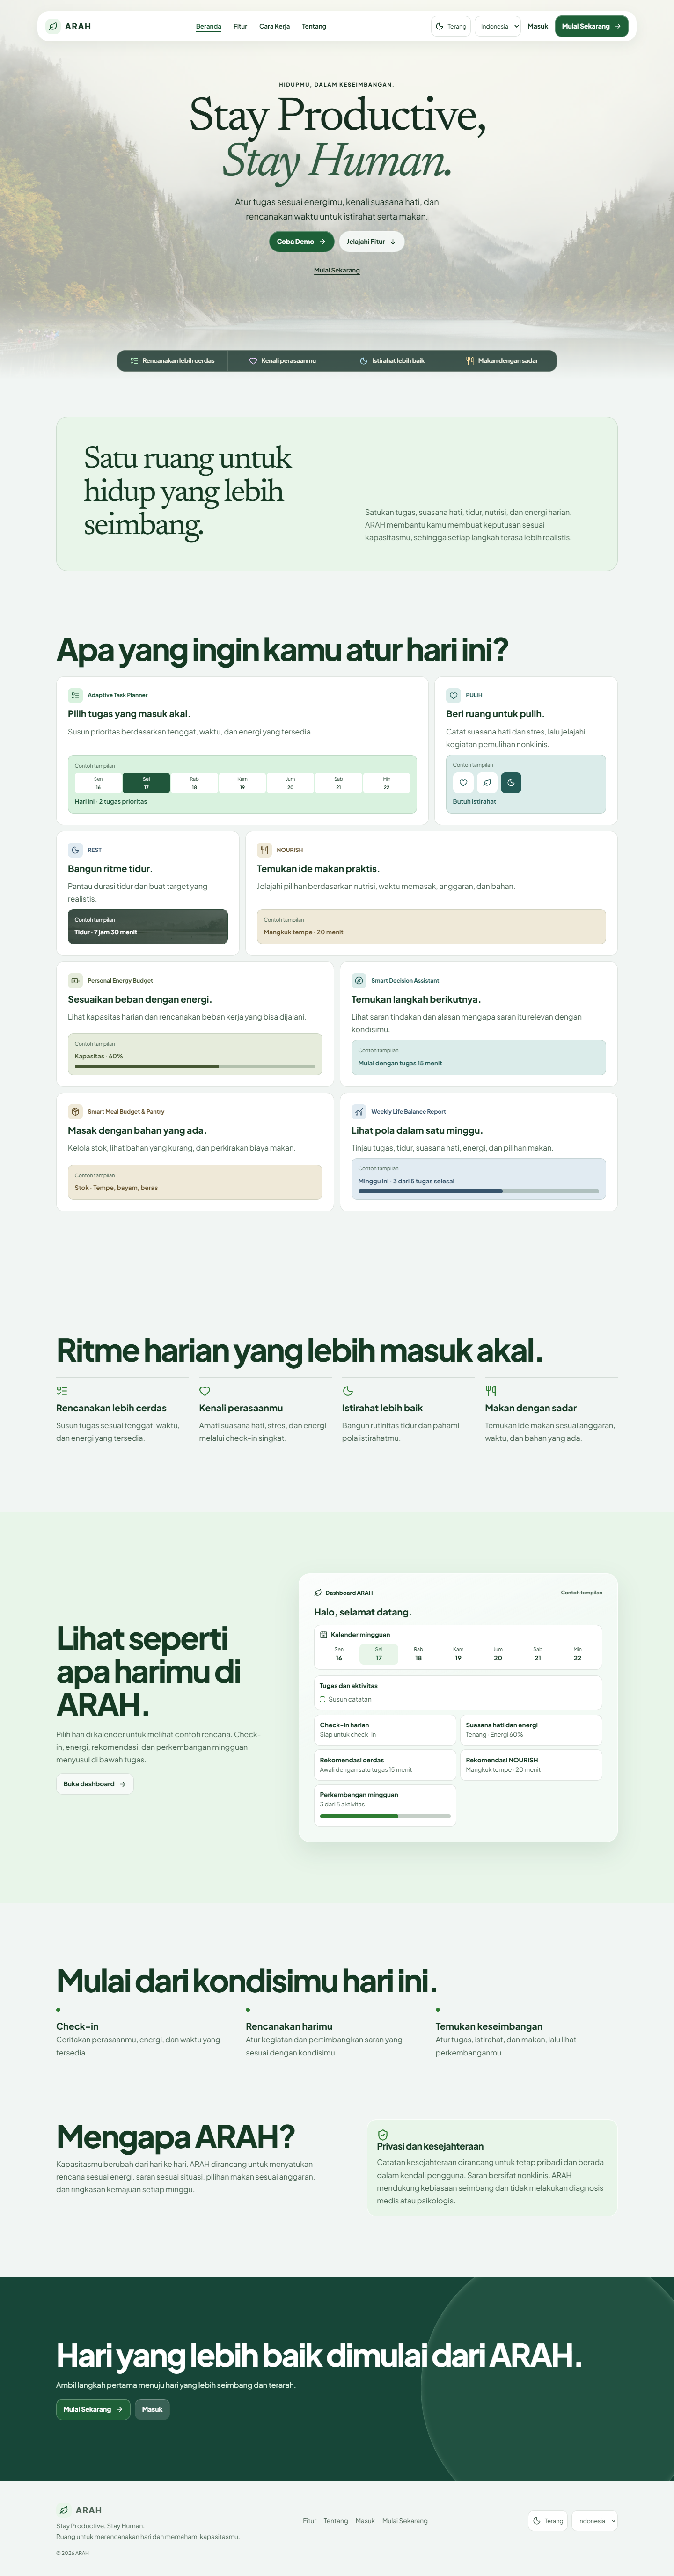 ARAH
Beranda Fitur Cara Kerja Tentang
Terang Indonesia Masuk Mulai Sekarang
HIDUPMU, DALAM KESEIMBANGAN.
Stay Productive,
Stay Human.
Atur tugas sesuai energimu, kenali suasana hati, dan
rencanakan waktu untuk istirahat serta makan.
Coba Demo Jelajahi Fitur
Mulai Sekarang
Rencanakan lebih cerdas Kenali perasaanmu Istirahat lebih baik Makan dengan sadar
Satu ruang untuk
hidup yang lebih
seimbang.
Satukan tugas, suasana hati, tidur, nutrisi, dan energi harian.
ARAH membantu kamu membuat keputusan sesuai
kapasitasmu, sehingga setiap langkah terasa lebih realistis.
Apa yang ingin kamu atur hari ini?
Adaptive Task Planner
Pilih tugas yang masuk akal.
Susun prioritas berdasarkan tenggat, waktu, dan energi yang tersedia.
Contoh tampilan
Sen Sel Rab Kam Jum Sab Min
16 17 18 19 20 21 22
Hari ini · 2 tugas prioritas
PULIH
Beri ruang untuk pulih.
Catat suasana hati dan stres, lalu jelajahi
kegiatan pemulihan nonklinis.
Contoh tampilan
Butuh istirahat
REST
Bangun ritme tidur.
Pantau durasi tidur dan buat target yang
realistis.
Contoh tampilan
Tidur · 7 jam 30 menit
NOURISH
Temukan ide makan praktis.
Jelajahi pilihan berdasarkan nutrisi, waktu memasak, anggaran, dan bahan.
Contoh tampilan
Mangkuk tempe · 20 menit
Personal Energy Budget
Sesuaikan beban dengan energi.
Lihat kapasitas harian dan rencanakan beban kerja yang bisa dijalani.
Contoh tampilan
Kapasitas · 60%
Smart Decision Assistant
Temukan langkah berikutnya.
Lihat saran tindakan dan alasan mengapa saran itu relevan dengan
kondisimu.
Contoh tampilan
Mulai dengan tugas 15 menit
Smart Meal Budget & Pantry
Masak dengan bahan yang ada.
Kelola stok, lihat bahan yang kurang, dan perkirakan biaya makan.
Contoh tampilan
Stok · Tempe, bayam, beras
Weekly Life Balance Report
Lihat pola dalam satu minggu.
Tinjau tugas, tidur, suasana hati, energi, dan pilihan makan.
Contoh tampilan
Minggu ini · 3 dari 5 tugas selesai
Ritme harian yang lebih masuk akal.
Rencanakan lebih cerdas
Susun tugas sesuai tenggat, waktu,
dan energi yang tersedia.
Kenali perasaanmu
Amati suasana hati, stres, dan energi
melalui check-in singkat.
Istirahat lebih baik
Bangun rutinitas tidur dan pahami
pola istirahatmu.
Makan dengan sadar
Temukan ide makan sesuai anggaran,
waktu, dan bahan yang ada.
Lihat seperti
apa harimu di
ARAH.
Pilih hari di kalender untuk melihat contoh rencana. Check-
in, energi, rekomendasi, dan perkembangan mingguan
menyusul di bawah tugas.
Buka dashboard
Dashboard ARAH Contoh tampilan
Halo, selamat datang.
Kalender mingguan
Sen Sel Rab Kam Jum Sab Min
16 17 18 19 20 21 22
Tugas dan aktivitas
Susun catatan
Check-in harian
Siap untuk check-in
Suasana hati dan energi
Tenang · Energi 60%
Rekomendasi cerdas
Awali dengan satu tugas 15 menit
Rekomendasi NOURISH
Mangkuk tempe · 20 menit
Perkembangan mingguan
3 dari 5 aktivitas
Mulai dari kondisimu hari ini.
Check-in
Ceritakan perasaanmu, energi, dan waktu yang
tersedia.
Rencanakan harimu
Atur kegiatan dan pertimbangkan saran yang
sesuai dengan kondisimu.
Temukan keseimbangan
Atur tugas, istirahat, dan makan, lalu lihat
perkembanganmu.
Mengapa ARAH?
Kapasitasmu berubah dari hari ke hari. ARAH dirancang untuk menyatukan
rencana sesuai energi, saran sesuai situasi, pilihan makan sesuai anggaran,
dan ringkasan kemajuan setiap minggu.
Privasi dan kesejahteraan
Catatan kesejahteraan dirancang untuk tetap pribadi dan berada
dalam kendali pengguna. Saran bersifat nonklinis. ARAH
mendukung kebiasaan seimbang dan tidak melakukan diagnosis
medis atau psikologis.
Hari yang lebih baik dimulai dari ARAH.
Ambil langkah pertama menuju hari yang lebih seimbang dan terarah.
Mulai Sekarang Masuk
ARAH
Stay Productive, Stay Human.
Ruang untuk merencanakan hari dan memahami kapasitasmu.
© 2026 ARAH
Fitur Tentang Masuk Mulai Sekarang
Terang Indonesia